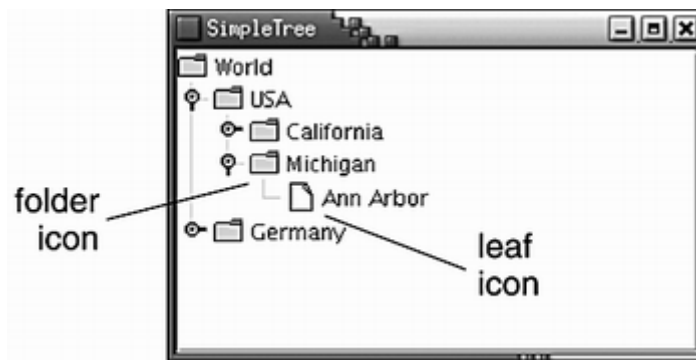 SimpleTree
World
USA
California
Michigan
Ann Arbor
Germany
folder
icon
leaf
icon